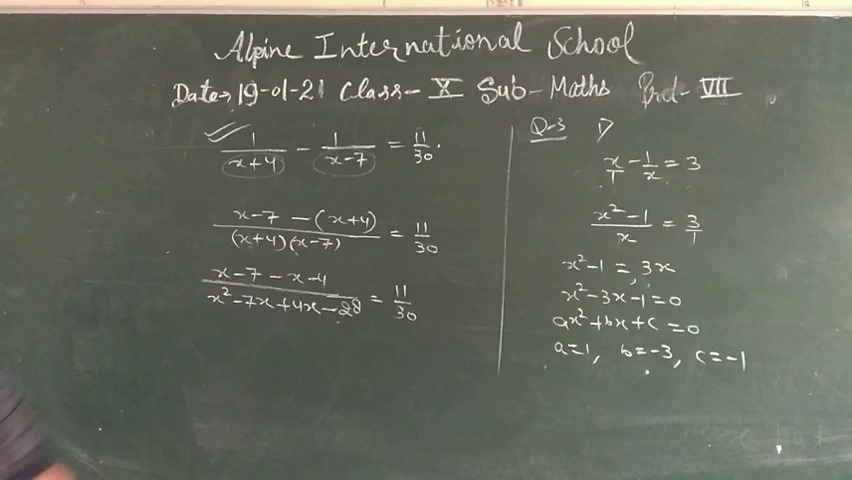 Alpine International School
Date→ 19-01-21 Class- X Sub- Maths Prd- VII
1/(x+4) - 1/(x-7) = 11/30.
(x-7 -(x+4))/((x+4)(x-7)) = 11/30
(x-7-x-4)/(x²-7x+4x-28) = 11/30
Q-3 i)
x/1 - 1/x = 3
(x²-1)/x = 3/1
x²-1 = 3x
x²-3x-1=0
ax²+bx+c=0
a=1, b=-3, c=-1